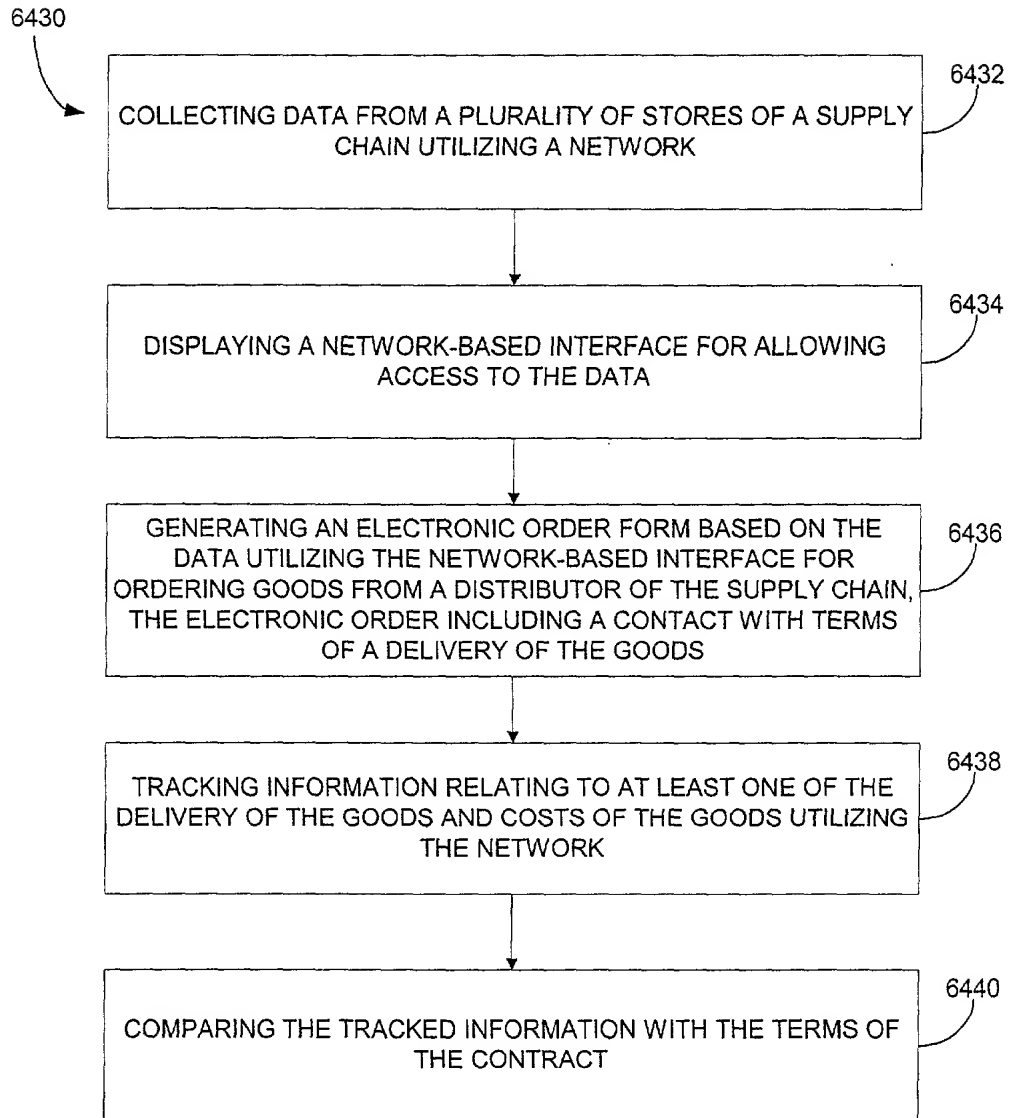 6430
6432
COLLECTING DATA FROM A PLURALITY OF STORES OF A SUPPLY
CHAIN UTILIZING A NETWORK
6434
DISPLAYING A NETWORK-BASED INTERFACE FOR ALLOWING
ACCESS TO THE DATA
6436
GENERATING AN ELECTRONIC ORDER FORM BASED ON THE
DATA UTILIZING THE NETWORK-BASED INTERFACE FOR
ORDERING GOODS FROM A DISTRIBUTOR OF THE SUPPLY CHAIN,
THE ELECTRONIC ORDER INCLUDING A CONTACT WITH TERMS
OF A DELIVERY OF THE GOODS
6438
TRACKING INFORMATION RELATING TO AT LEAST ONE OF THE
DELIVERY OF THE GOODS AND COSTS OF THE GOODS UTILIZING
THE NETWORK
6440
COMPARING THE TRACKED INFORMATION WITH THE TERMS OF
THE CONTRACT